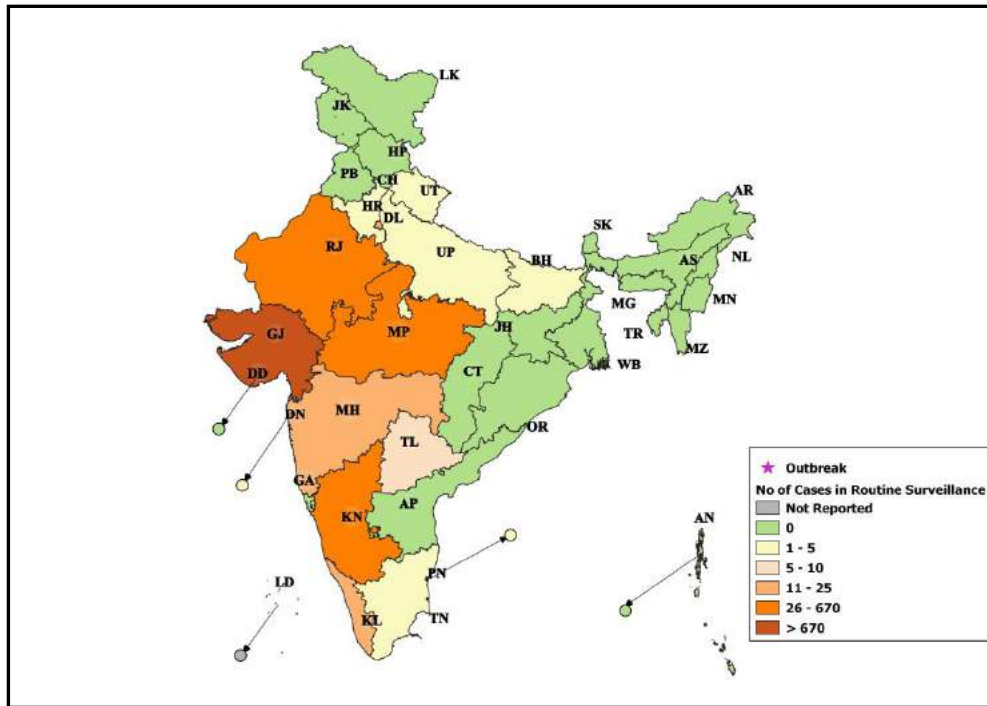 LK
JK
HP
PB
CH
UT
AR
HR
DL
SK
RJ
UP
BH
AS
NL
MG
MN
GJ
MP
JH
TR
MZ
DD
CT
WB
DN
MH
OR
TL
GA
AP
KN
AN
PN
LD
KL
TN
Outbreak
No of Cases in Routine Surveillance
Not Reported
0
1 - 5
5 - 10
11 - 25
26 - 670
> 670